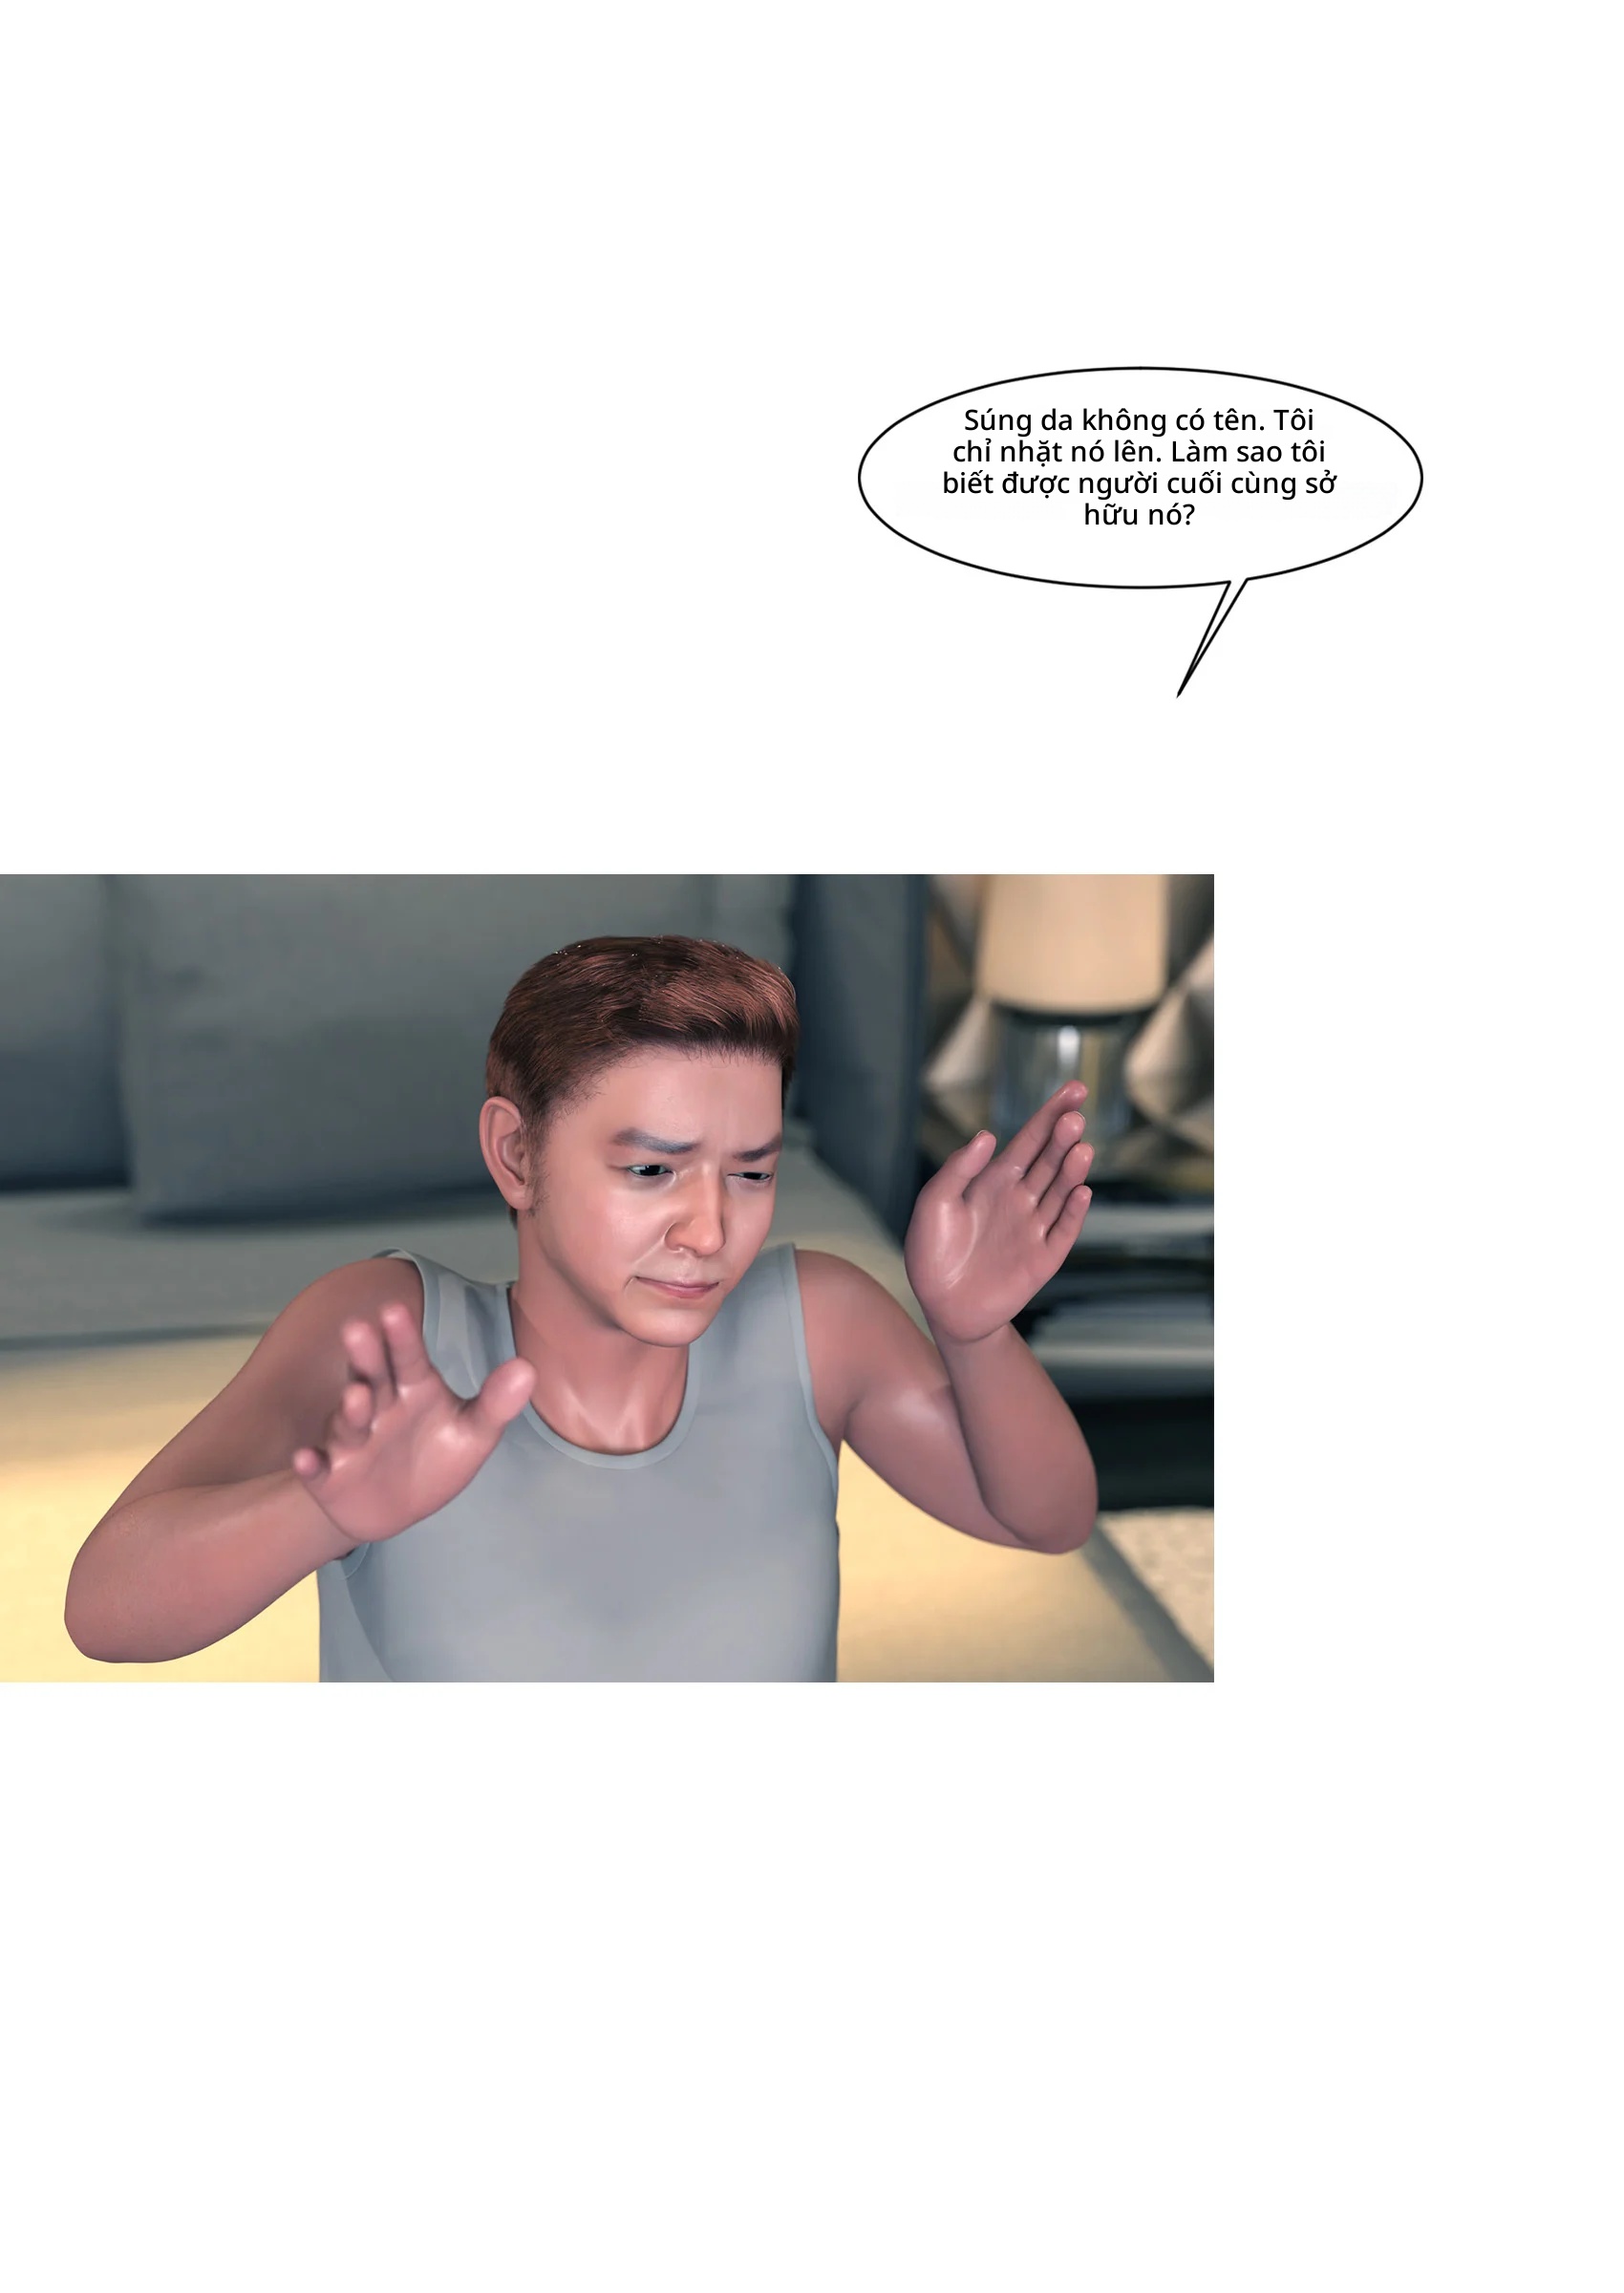 Súng da không có tên. Tôi
chỉ nhặt nó lên. Làm sao tôi
biết được người cuối cùng sở
hữu nó?